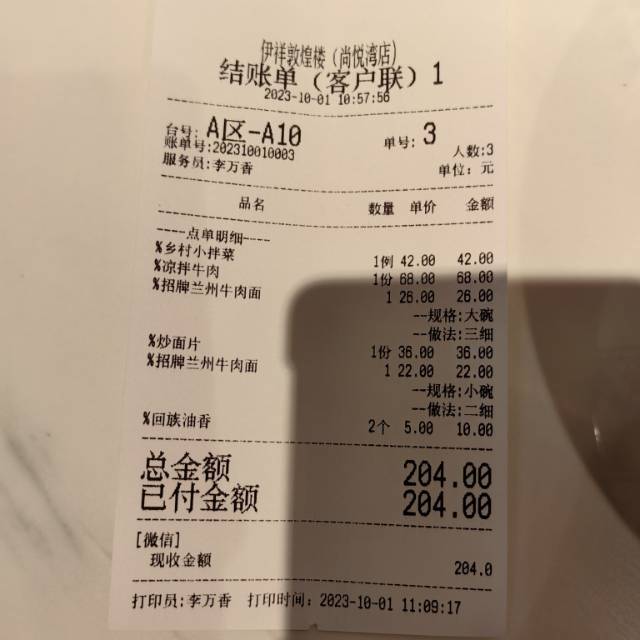 伊祥敦煌楼（尚悦湾店）
结账单（客户联）1
2023-10-01 10:57:56
台号: A区-A10 单号: 3
账单号:202310010003 人数:3
服务员:李万香 单位: 元
品名 数量 单价 金额
-----点单明细----
%乡村小拌菜 1例 42.00 42.00
%凉拌牛肉 1份 68.00 68.00
%招牌兰州牛肉面 1 26.00 26.00
--规格:大碗
--做法:三细
%炒面片 1份 36.00 36.00
%招牌兰州牛肉面 1 22.00 22.00
--规格:小碗
--做法:二细
%回族油香 2个 5.00 10.00
总金额 204.00
已付金额 204.00
[微信]
现收金额 204.0
打印员:李万香 打印时间: 2023-10-01 11:09:17